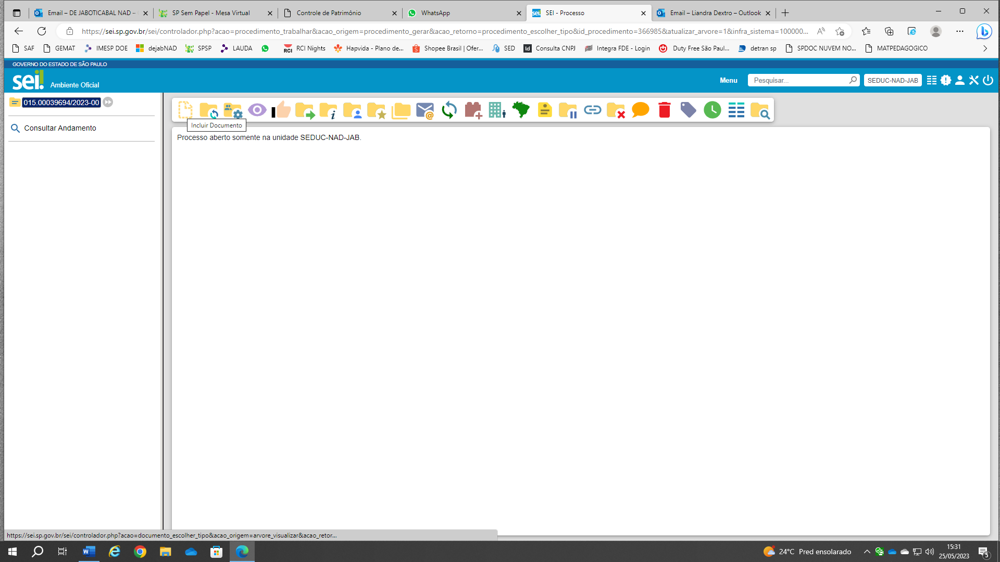 Email – DE JABOTICABAL NAD –
SP Sem Papel - Mesa Virtual
Controle de Patrimônio
WhatsApp
SEI - Processo
Email – Liandra Dextro – Outlook
https://sei.sp.gov.br/sei/controlador.php?acao=procedimento_trabalhar&acao_origem=procedimento_gerar&acao_retorno=procedimento_escolher_tipo&id_procedimento=366985&atualizar_arvore=1&infra_sistema=100000...
SAF
GEMAT
IMESP DOE
dejabNAD
SPSP
LAUDA
RCI Nights
Hapvida - Plano de...
Shopee Brasil | Ofer...
SED
Consulta CNPJ
Integra FDE - Login
Duty Free São Paul...
detran sp
SPDOC NUVEM NO...
MATPEDAGOGICO
GOVERNO DO ESTADO DE SÃO PAULO
sei!
Ambiente Oficial
Menu
Pesquisar...
SEDUC-NAD-JAB
015.00039694/2023-00
Consultar Andamento
Incluir Documento
Processo aberto somente na unidade SEDUC-NAD-JAB.
https://sei.sp.gov.br/sei/controlador.php?acao=documento_escolher_tipo&acao_origem=arvore_visualizar&acao_retor...
24°C Pred ensolarado
15:31
25/05/2023
5